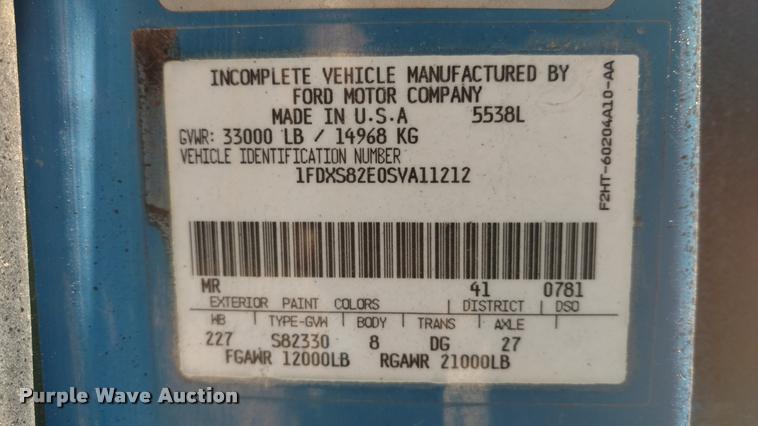 INCOMPLETE VEHICLE MANUFACTURED BY
FORD MOTOR COMPANY
MADE IN U.S.A 5538L
GVWR: 33000 LB / 14968 KG
VEHICLE IDENTIFICATION NUMBER
1FDXS82E0SVA11212
F2HT-60204A10-AA
MR 41 0781
EXTERIOR PAINT COLORS | DISTRICT | DSO
WB | TYPE-GVW | BODY | TRANS | AXLE
227 S82330 8 DG 27
FGAWR 12000LB RGAWR 21000LB
Purple Wave Auction